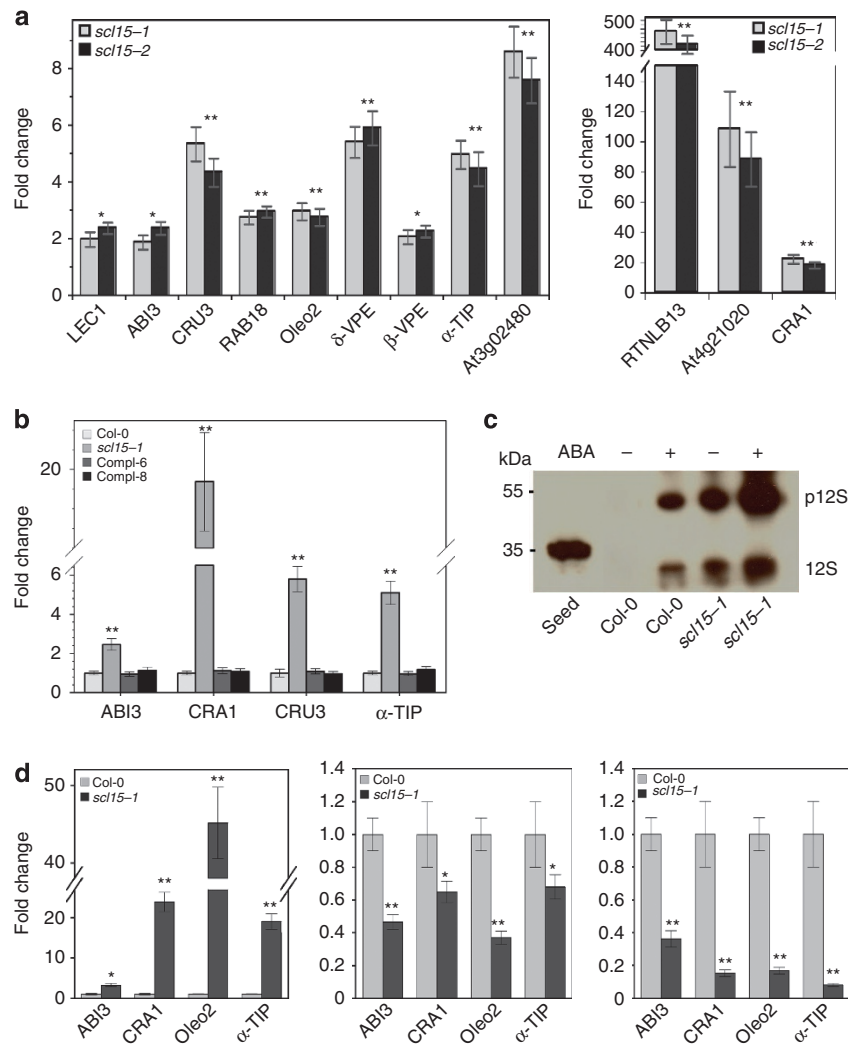 a
scl15–1
scl15–2
Fold change
8
6
4
2
0
**
**
**
**
**
**
*
*
*
LEC1 ABI3 CRU3 RAB18 Oleo2 δ-VPE β-VPE α-TIP At3g02480
scl15–1
scl15–2
Fold change
500
400
140
120
100
80
60
40
20
0
**
**
**
RTNLB13 At4g21020 CRA1
b
Col-0
scl15–1
Compl-6
Compl-8
Fold change
20
6
4
2
0
**
**
**
**
ABI3 CRA1 CRU3 α-TIP
c
kDa ABA – + – +
55 p12S
35 12S
Seed Col-0 Col-0 scl15–1 scl15–1
d
Col-0
scl15–1
Fold change
50
40
20
10
0
*
**
**
**
ABI3 CRA1 Oleo2 α-TIP
Col-0
scl15–1
1.4
1.2
1.0
0.8
0.6
0.4
0.2
0
**
*
**
*
ABI3 CRA1 Oleo2 α-TIP
Col-0
scl15–1
1.4
1.2
1.0
0.8
0.6
0.4
0.2
0
**
**
**
**
ABI3 CRA1 Oleo2 α-TIP